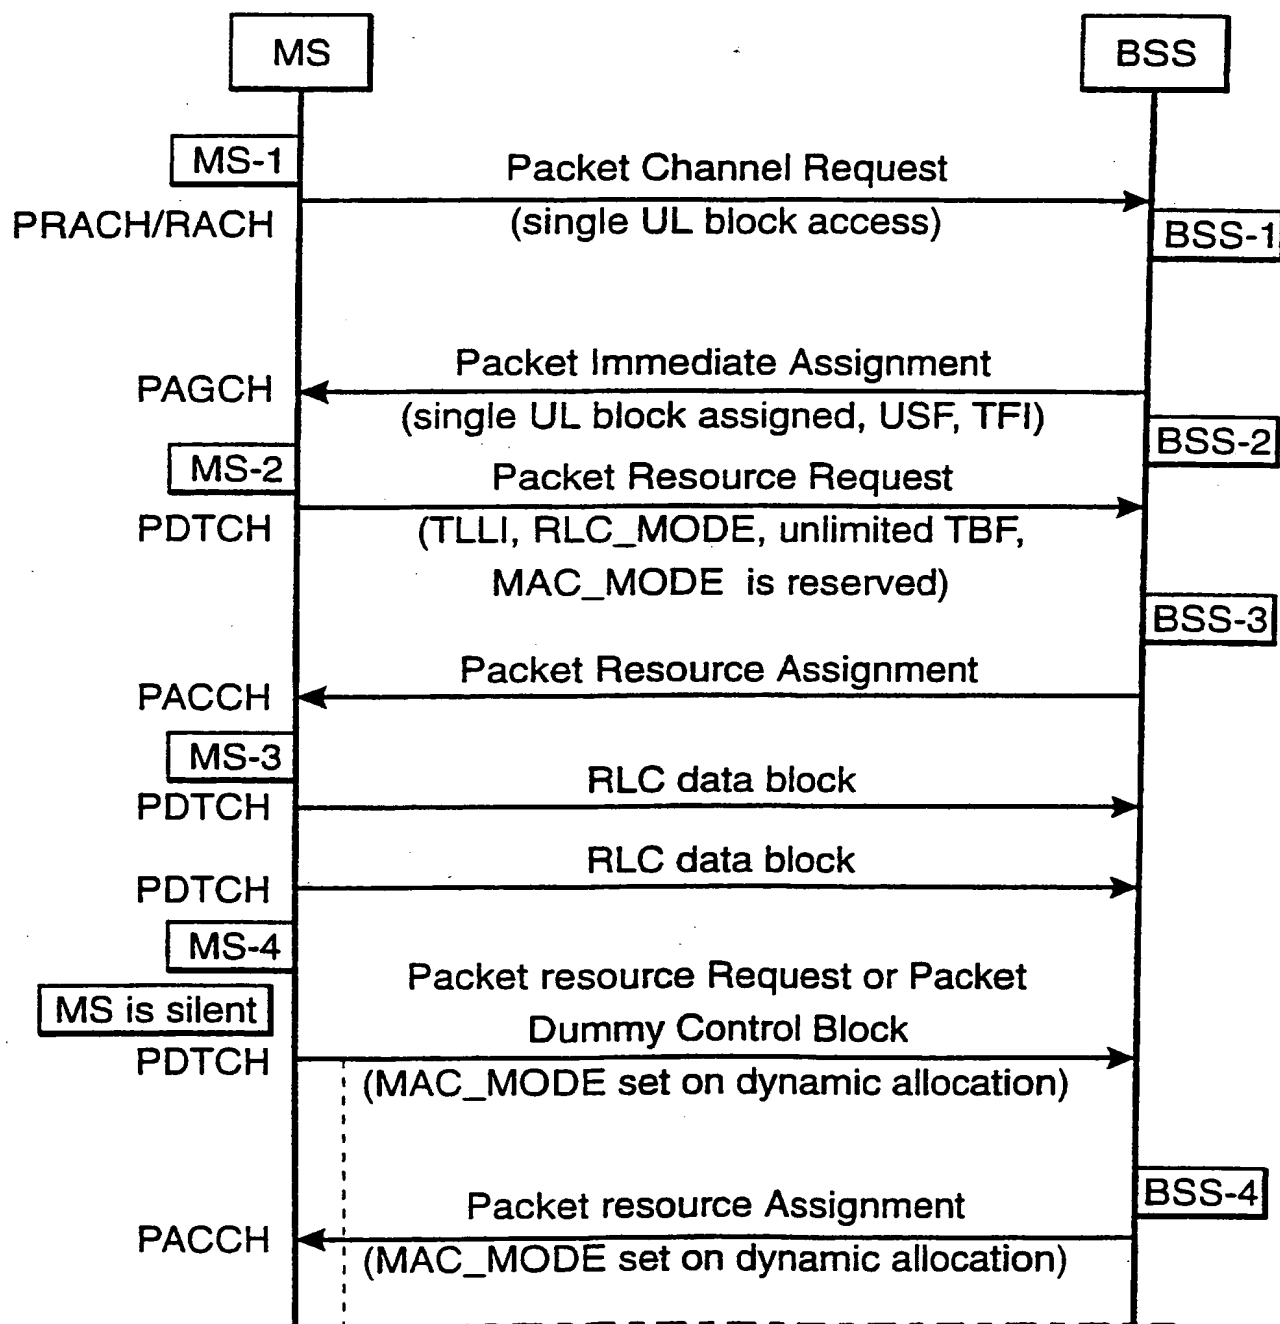 MS
BSS
MS-1
Packet Channel Request
PRACH/RACH
(single UL block access)
BSS-1
Packet Immediate Assignment
PAGCH
(single UL block assigned, USF, TFI)
BSS-2
MS-2
Packet Resource Request
PDTCH
(TLLI, RLC_MODE, unlimited TBF,
MAC_MODE is reserved)
BSS-3
Packet Resource Assignment
PACCH
MS-3
RLC data block
PDTCH
RLC data block
PDTCH
MS-4
Packet resource Request or Packet
MS is silent
Dummy Control Block
PDTCH
(MAC_MODE set on dynamic allocation)
BSS-4
Packet resource Assignment
PACCH
(MAC_MODE set on dynamic allocation)